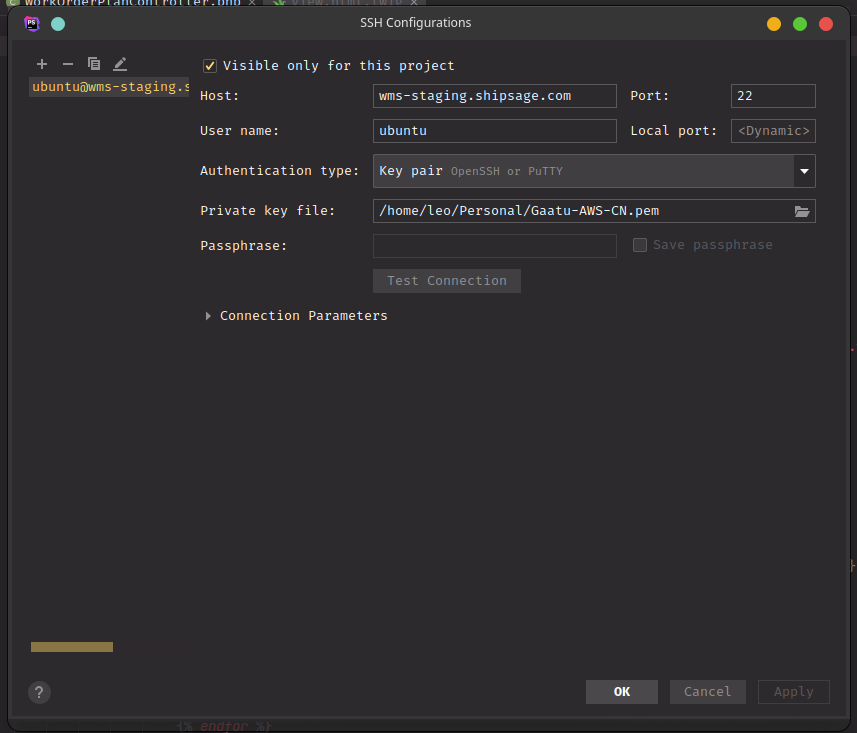 WorkOrderPlanController.php × view.html.twig ×
SSH Configurations
Visible only for this project
ubuntu@wms-staging.s
Host: wms-staging.shipsage.com Port: 22
User name: ubuntu Local port: <Dynamic>
Authentication type: Key pair OpenSSH or PuTTY
Private key file: /home/leo/Personal/Gaatu-AWS-CN.pem
Passphrase: Save passphrase
Test Connection
Connection Parameters
}
? OK Cancel Apply
{% endfor %}